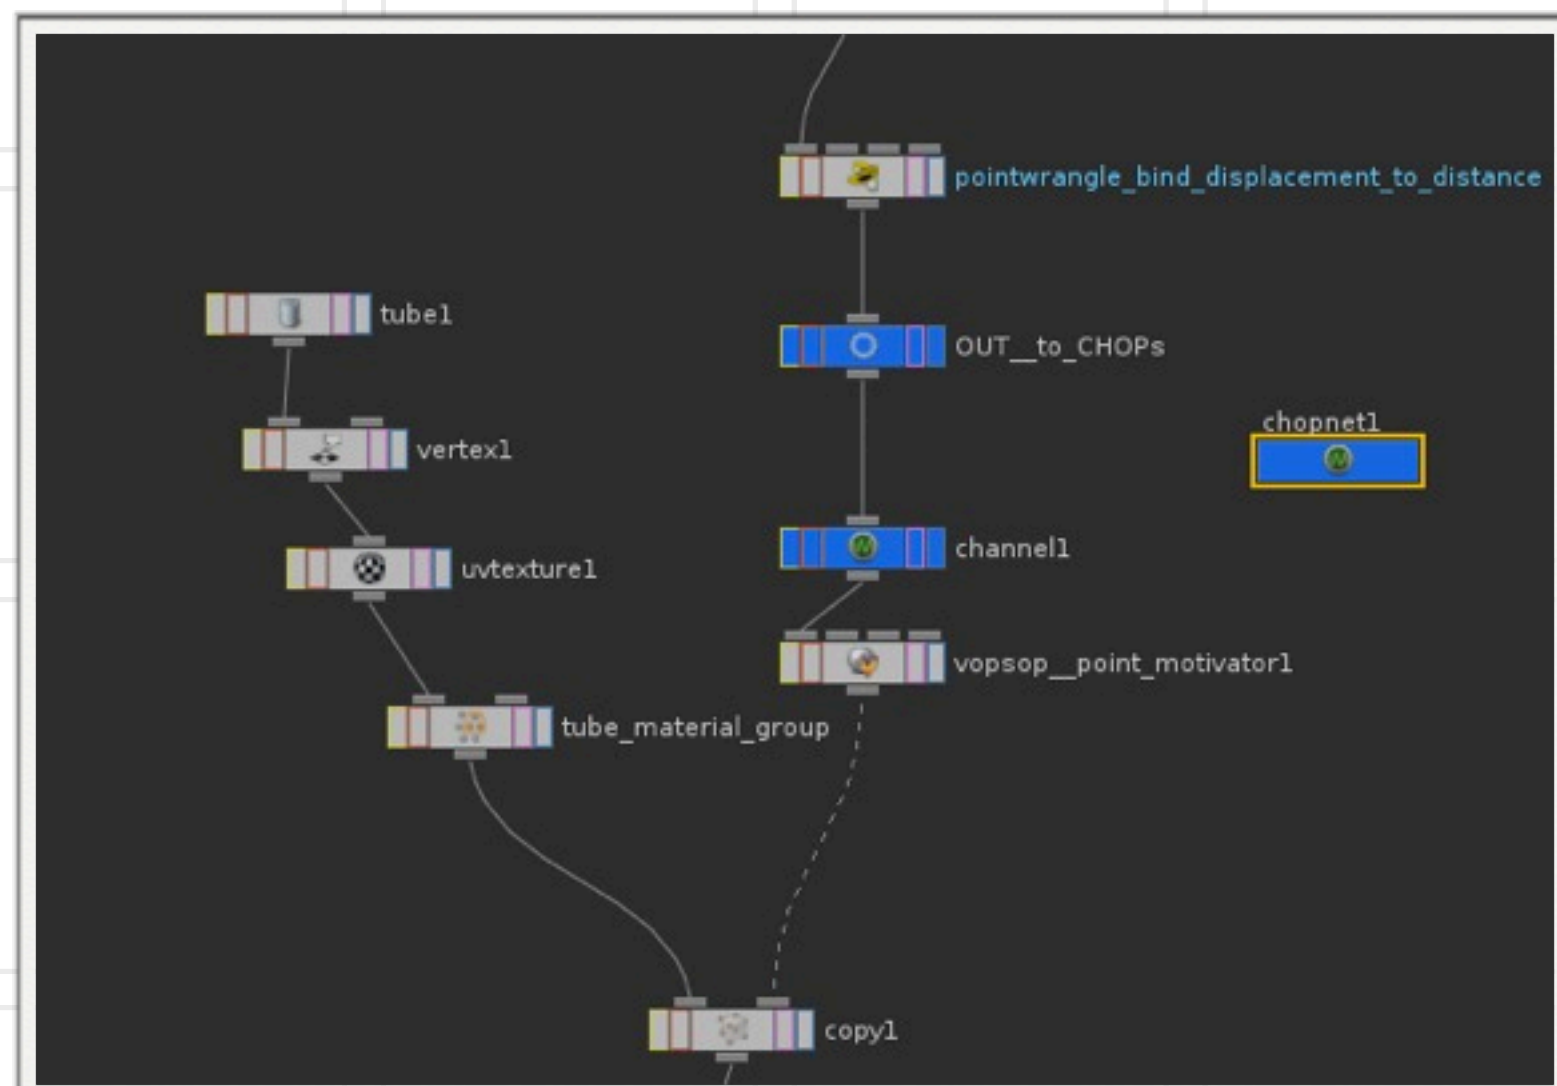 pointwrangle_bind_displacement_to_distance
tube1
OUT__to_CHOPs
chopnet1
vertex1
channel1
uvtexture1
vopsop__point_motivator1
tube_material_group
copy1